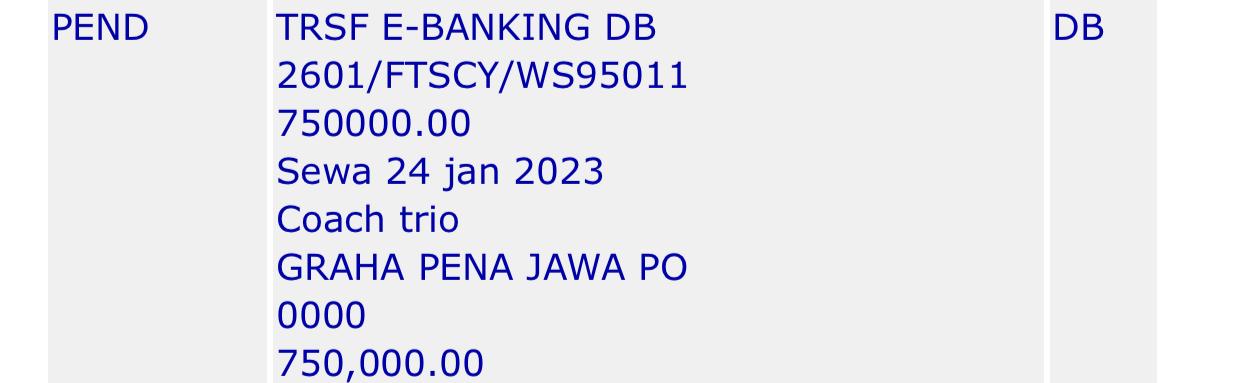 PEND TRSF E-BANKING DB DB
2601/FTSCY/WS95011
750000.00
Sewa 24 jan 2023
Coach trio
GRAHA PENA JAWA PO
0000
750,000.00